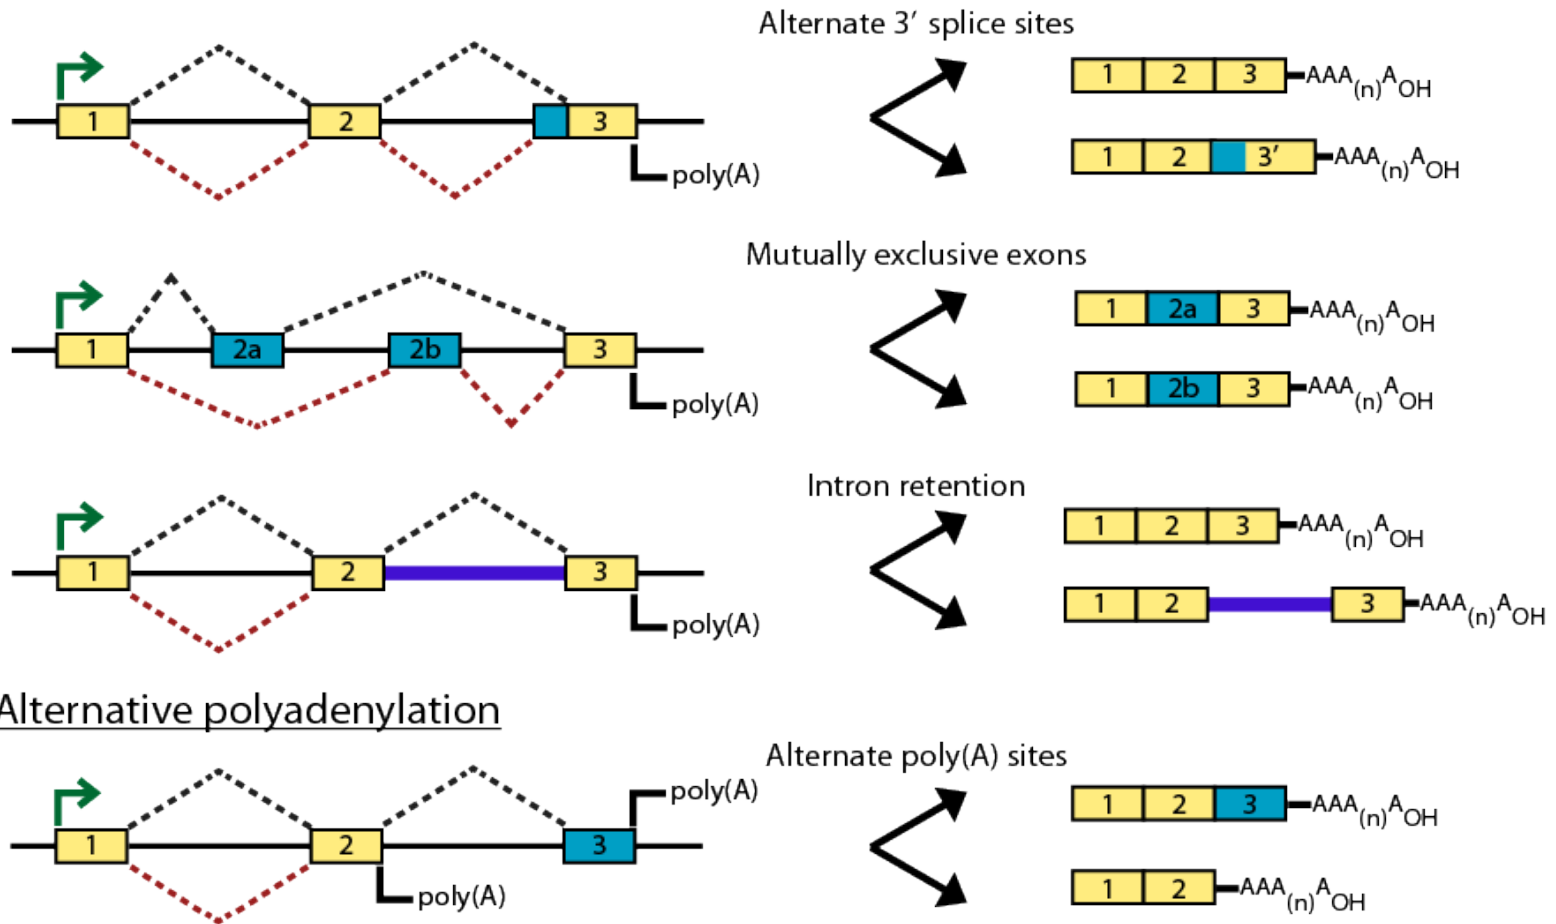 Alternate 3′ splice sites
1 2 3
poly(A)
1 2 3 AAA(n)AOH
1 2 3′ AAA(n)AOH
Mutually exclusive exons
1 2a 2b 3
poly(A)
1 2a 3 AAA(n)AOH
1 2b 3 AAA(n)AOH
Intron retention
1 2 3
poly(A)
1 2 3 AAA(n)AOH
1 2 3 AAA(n)AOH
Alternative polyadenylation
Alternate poly(A) sites
poly(A)
1 2 3
poly(A)
1 2 3 AAA(n)AOH
1 2 AAA(n)AOH